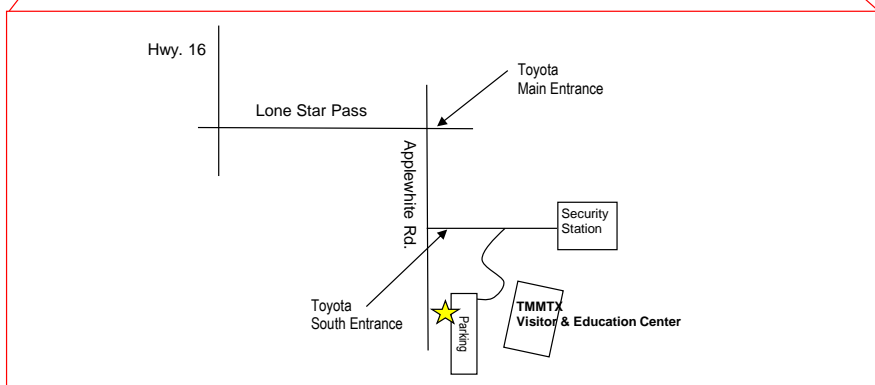 Hwy. 16
Toyota
Main Entrance
Lone Star Pass
Applewhite Rd.
Security
Station
Toyota
South Entrance
Parking
TMMTX
Visitor & Education Center